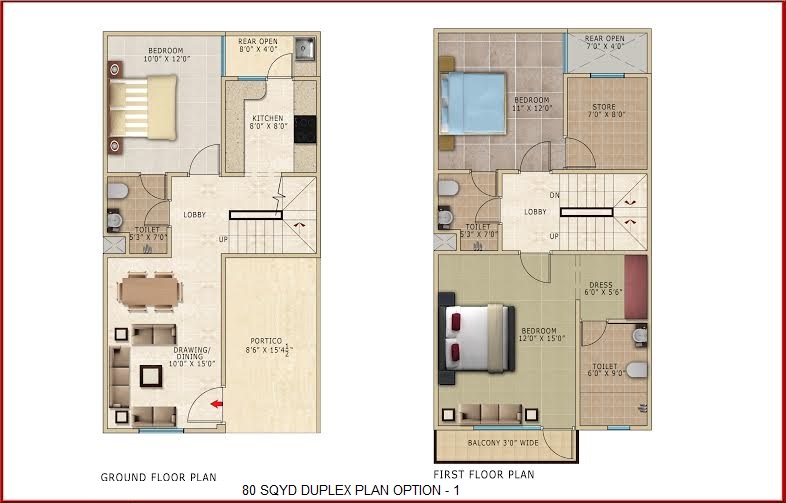 BEDROOM
10'0" X 12'0"
REAR OPEN
8'0" X 4'0"
KITCHEN
8'0" X 8'0"
LOBBY
TOILET
5'3" X 7'0"
UP
DRAWING/
DINING
10'0" X 15'0"
PORTICO
8'6" X 15'4 1/2"
GROUND FLOOR PLAN
REAR OPEN
7'0" X 4'0"
BEDROOM
11" X 12'0"
STORE
7'0" X 8'0"
DN
LOBBY
TOILET
5'3" X 7'0"
UP
DRESS
6'0" X 5'6"
BEDROOM
12'0" X 15'0"
TOILET
6'0" X 9'0"
BALCONY 3'0" WIDE
FIRST FLOOR PLAN
80 SQYD DUPLEX PLAN OPTION - 1